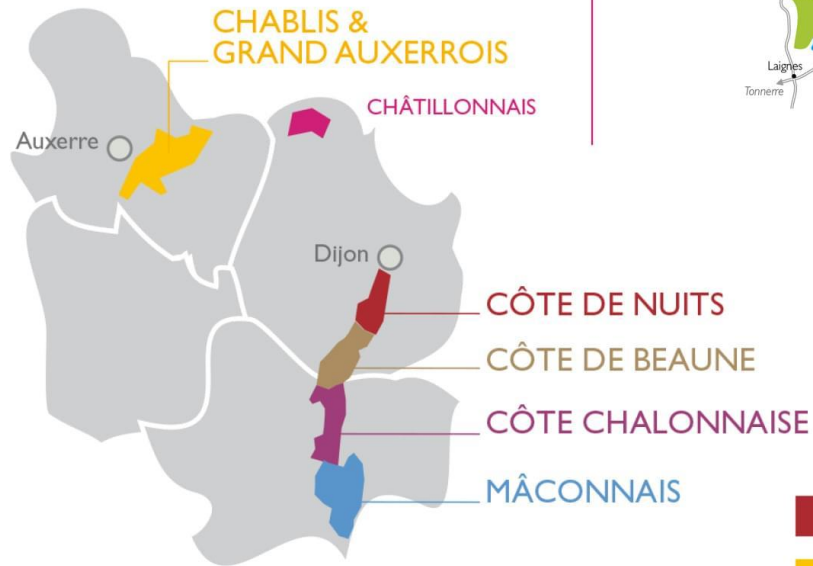 CHABLIS &
GRAND AUXERROIS
Laignes
Tonnerre
CHÂTILLONNAIS
Auxerre
Dijon
CÔTE DE NUITS
CÔTE DE BEAUNE
CÔTE CHALONNAISE
MÂCONNAIS